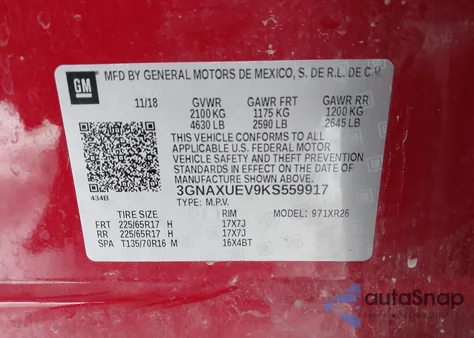 GM
MFD BY GENERAL MOTORS DE MEXICO, S. DE R.L. DE C.V.
11/18 GVWR GAWR FRT GAWR RR
2100 KG 1175 KG 1200 KG
4630 LB 2590 LB 2645 LB
THIS VEHICLE CONFORMS TO ALL APPLICABLE
U.S. FEDERAL MOTOR
VEHICLE SAFETY AND THEFT PREVENTION
STANDARDS IN EFFECT ON THE DATE OF
MANUFACTURE SHOWN ABOVE.
434B
3GNAXUEV9KS559917
TYPE: M.P.V. MODEL: 971XR26
TIRE SIZE RIM
FRT 225/65R17 H 17X7J
RR 225/65R17 H 17X7J
SPA T135/70R16 M 16X4BT
autoSnap